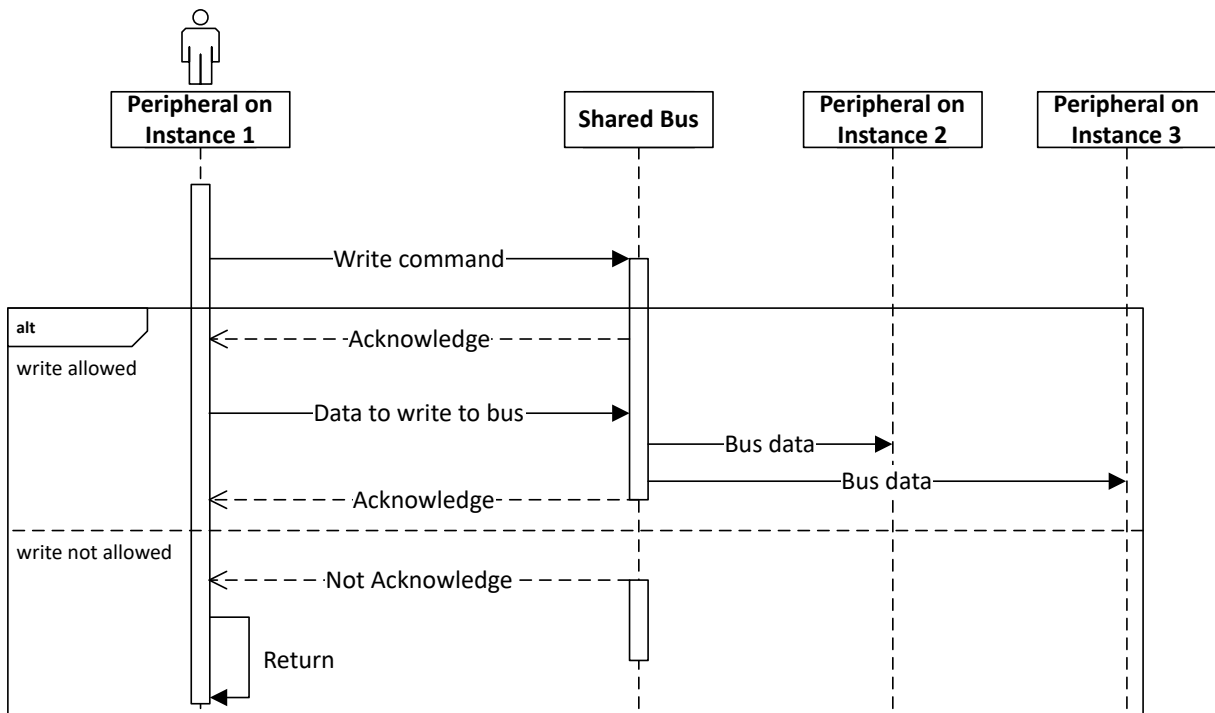 Peripheral on
Instance 1
Shared Bus
Peripheral on
Instance 2
Peripheral on
Instance 3
Write command
alt
write allowed
Acknowledge
Data to write to bus
Bus data
Bus data
Acknowledge
write not allowed
Not Acknowledge
Return